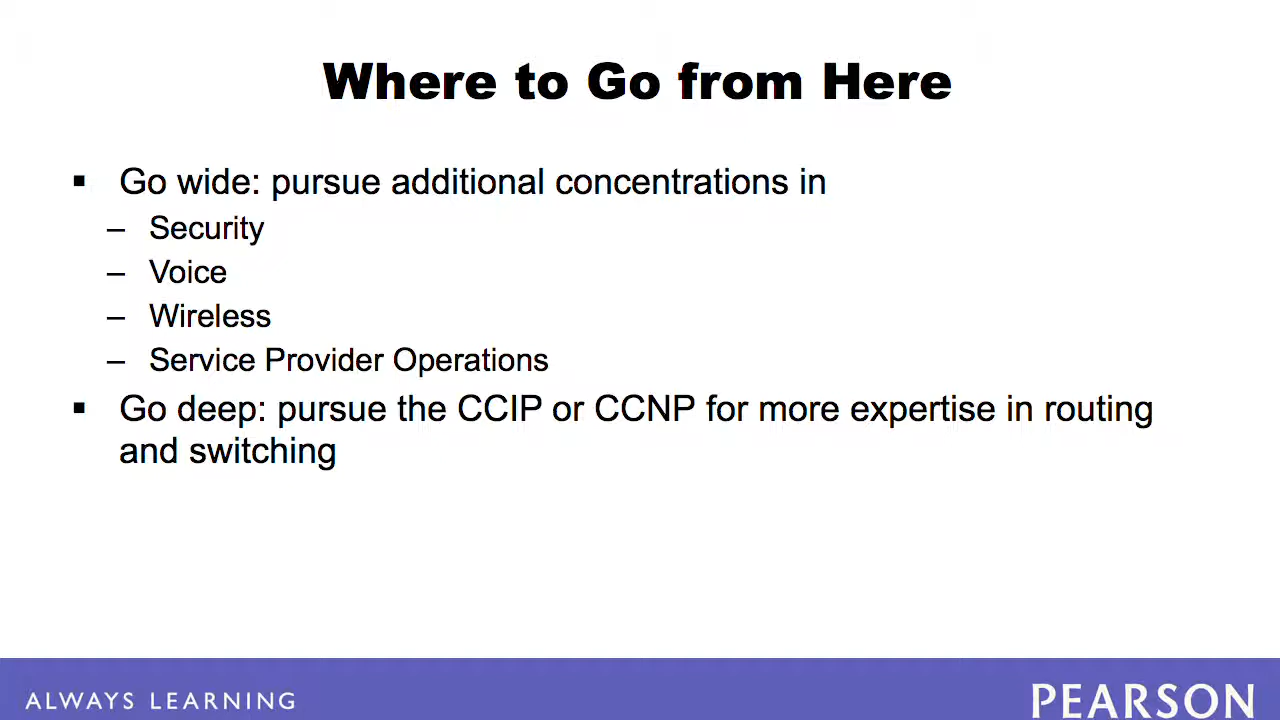 Where to Go from Here
▪ Go wide: pursue additional concentrations in
– Security
– Voice
– Wireless
– Service Provider Operations
▪ Go deep: pursue the CCIP or CCNP for more expertise in routing
and switching
ALWAYS LEARNING
PEARSON